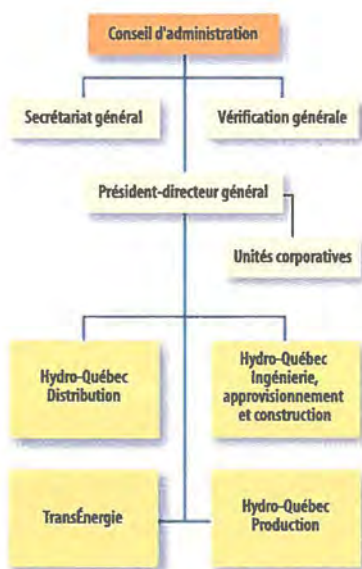 Conseil d'administration
Secrétariat général
Vérification générale
Président-directeur général
Unités corporatives
Hydro-Québec
Distribution
Hydro-Québec
Ingénierie,
approvisionnement
et construction
TransÉnergie
Hydro-Québec
Production